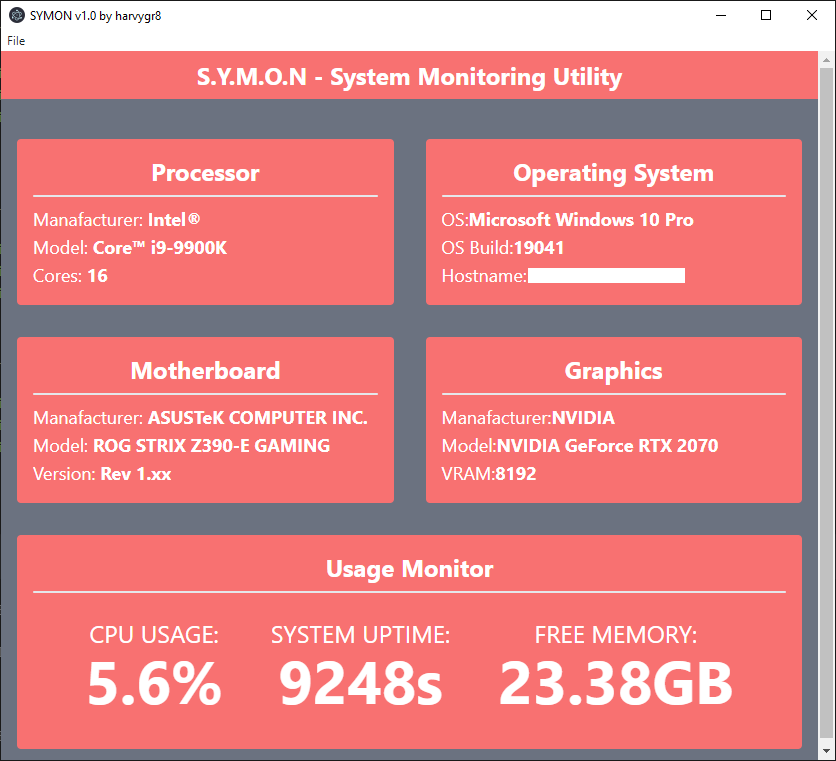 SYMON v1.0 by harvygr8
File
S.Y.M.O.N - System Monitoring Utility
Processor
Manafacturer: Intel®
Model: Core™ i9-9900K
Cores: 16
Operating System
OS:Microsoft Windows 10 Pro
OS Build:19041
Hostname:
Motherboard
Manafacturer: ASUSTeK COMPUTER INC.
Model: ROG STRIX Z390-E GAMING
Version: Rev 1.xx
Graphics
Manafacturer:NVIDIA
Model:NVIDIA GeForce RTX 2070
VRAM:8192
Usage Monitor
CPU USAGE:
5.6%
SYSTEM UPTIME:
9248s
FREE MEMORY:
23.38GB